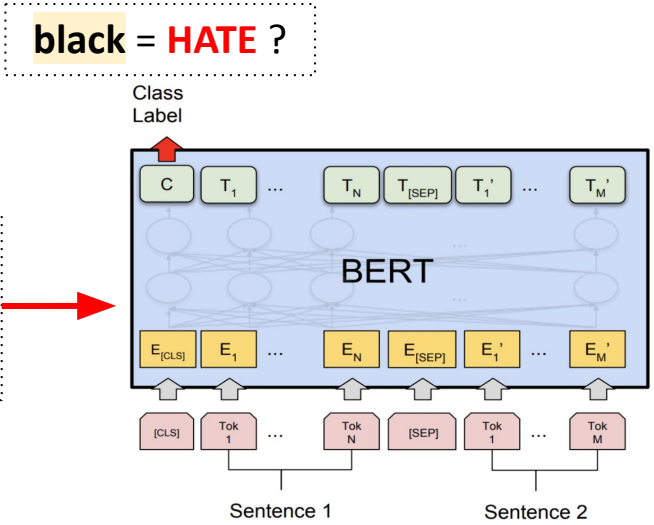 black = HATE ?
Class
Label
C T1 ... TN T[SEP] T1' ... TM'
...
BERT
...
E[CLS] E1 ... EN E[SEP] E1' ... EM'
[CLS] Tok 1 ... Tok N [SEP] Tok 1 ... Tok M
Sentence 1 Sentence 2